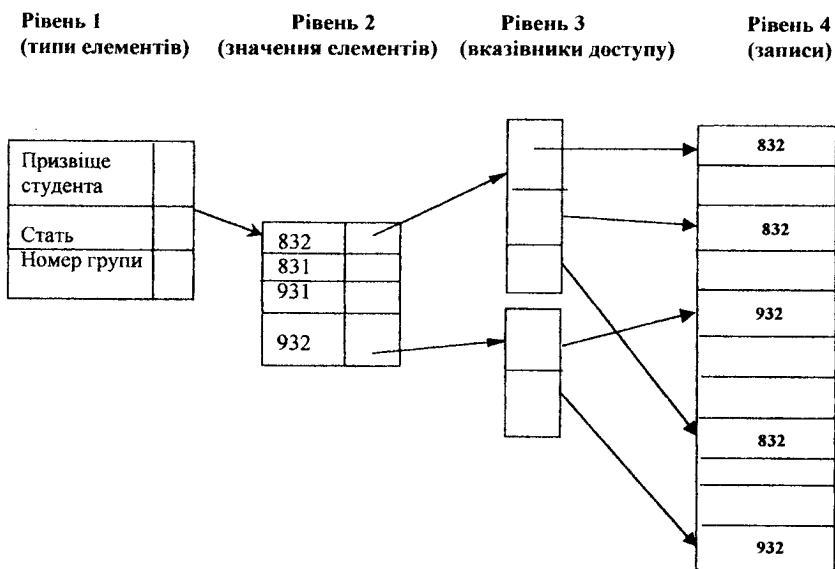 Рівень 1
(типи елементів)
Рівень 2
(значення елементів)
Рівень 3
(вказівники доступу)
Рівень 4
(записи)
Призвіще
студента
Стать
Номер групи
832
831
931
932
832
832
932
832
932